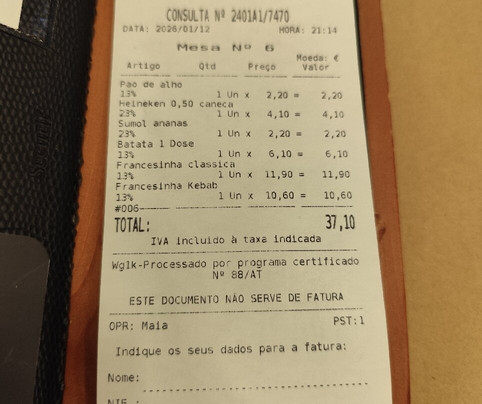 CONSULTA Nº 2401A1/7470
DATA: 2026/01/12 HORA: 21:14
Mesa Nº 6
Moeda: €
Artigo Qtd Preço Valor
Pao de alho
13% 1 Un x 2,20 = 2,20
Heineken 0,50 caneca
23% 1 Un x 4,10 = 4,10
Sumol ananas
23% 1 Un x 2,20 = 2,20
Batata 1 Dose
13% 1 Un x 6,10 = 6,10
Francesinha classica
13% 1 Un x 11,90 = 11,90
Francesinha Kebab
13% 1 Un x 10,60 = 10,60
#006
TOTAL: 37,10
IVA incluido à taxa indicada
Wglk-Processado por programa certificado
Nº 88/AT
ESTE DOCUMENTO NÃO SERVE DE FATURA
OPR: Maia PST:1
Indique os seus dados para a fatura:
Nome:
NIF :